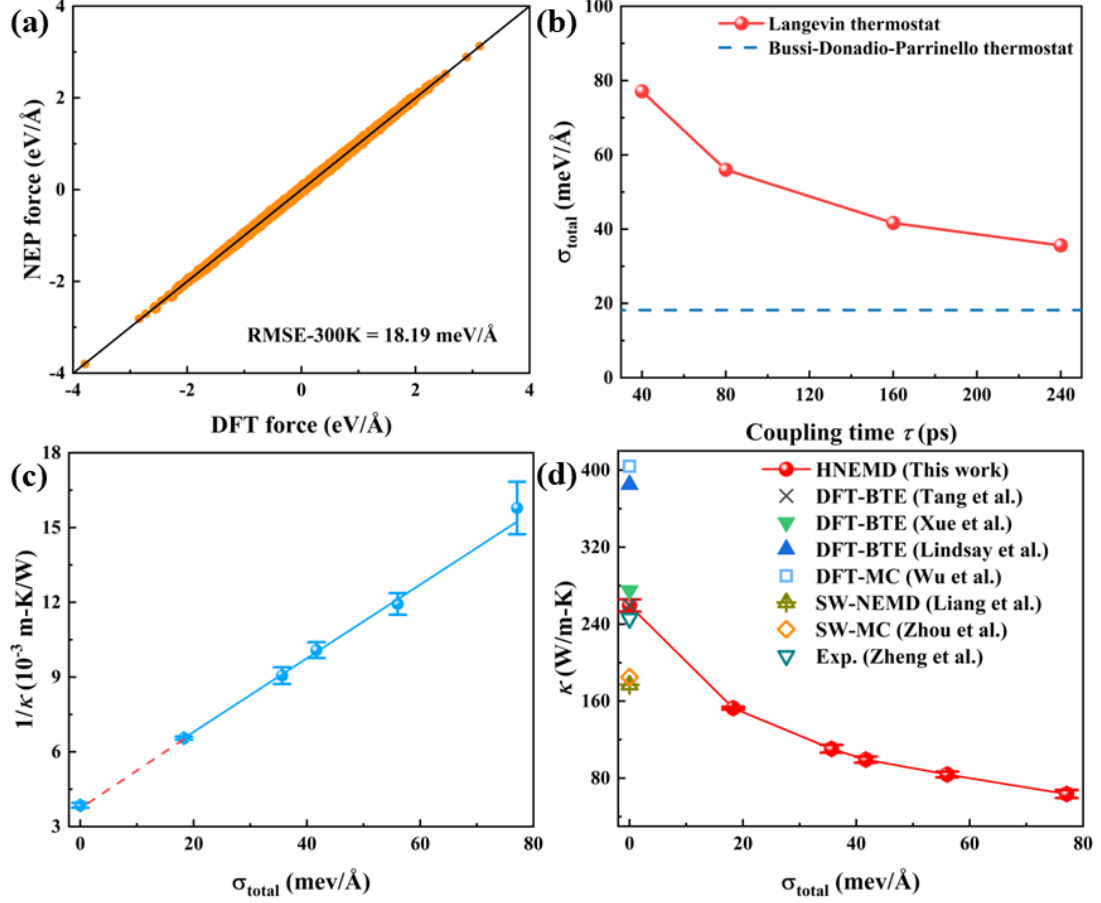 (a)
4
2
0
-2
-4
NEP force (eV/Å)
RMSE-300K = 18.19 meV/Å
-4 -2 0 2 4
DFT force (eV/Å)
(b)
Langevin thermostat
Bussi-Donadio-Parrinello thermostat
100
80
60
40
20
0
σtotal (meV/Å)
40 80 120 160 200 240
Coupling time τ (ps)
(c)
18
15
12
9
6
3
1/κ (10⁻³ m-K/W)
0 20 40 60 80
σtotal (mev/Å)
(d)
HNEMD (This work)
DFT-BTE (Tang et al.)
DFT-BTE (Xue et al.)
DFT-BTE (Lindsay et al.)
DFT-MC (Wu et al.)
SW-NEMD (Liang et al.)
SW-MC (Zhou et al.)
Exp. (Zheng et al.)
400
320
240
160
80
κ (W/m-K)
0 20 40 60 80
σtotal (mev/Å)